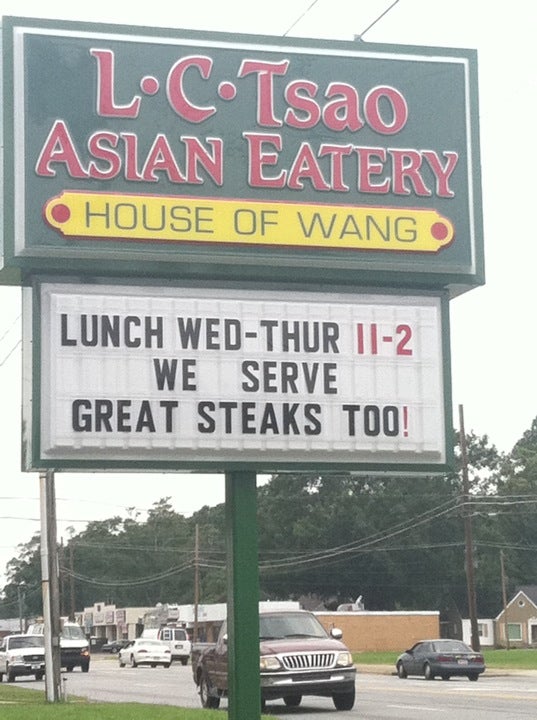 L·C·Tsao
ASIAN EATERY
HOUSE OF WANG
LUNCH WED-THUR 11-2
WE SERVE
GREAT STEAKS TOO!